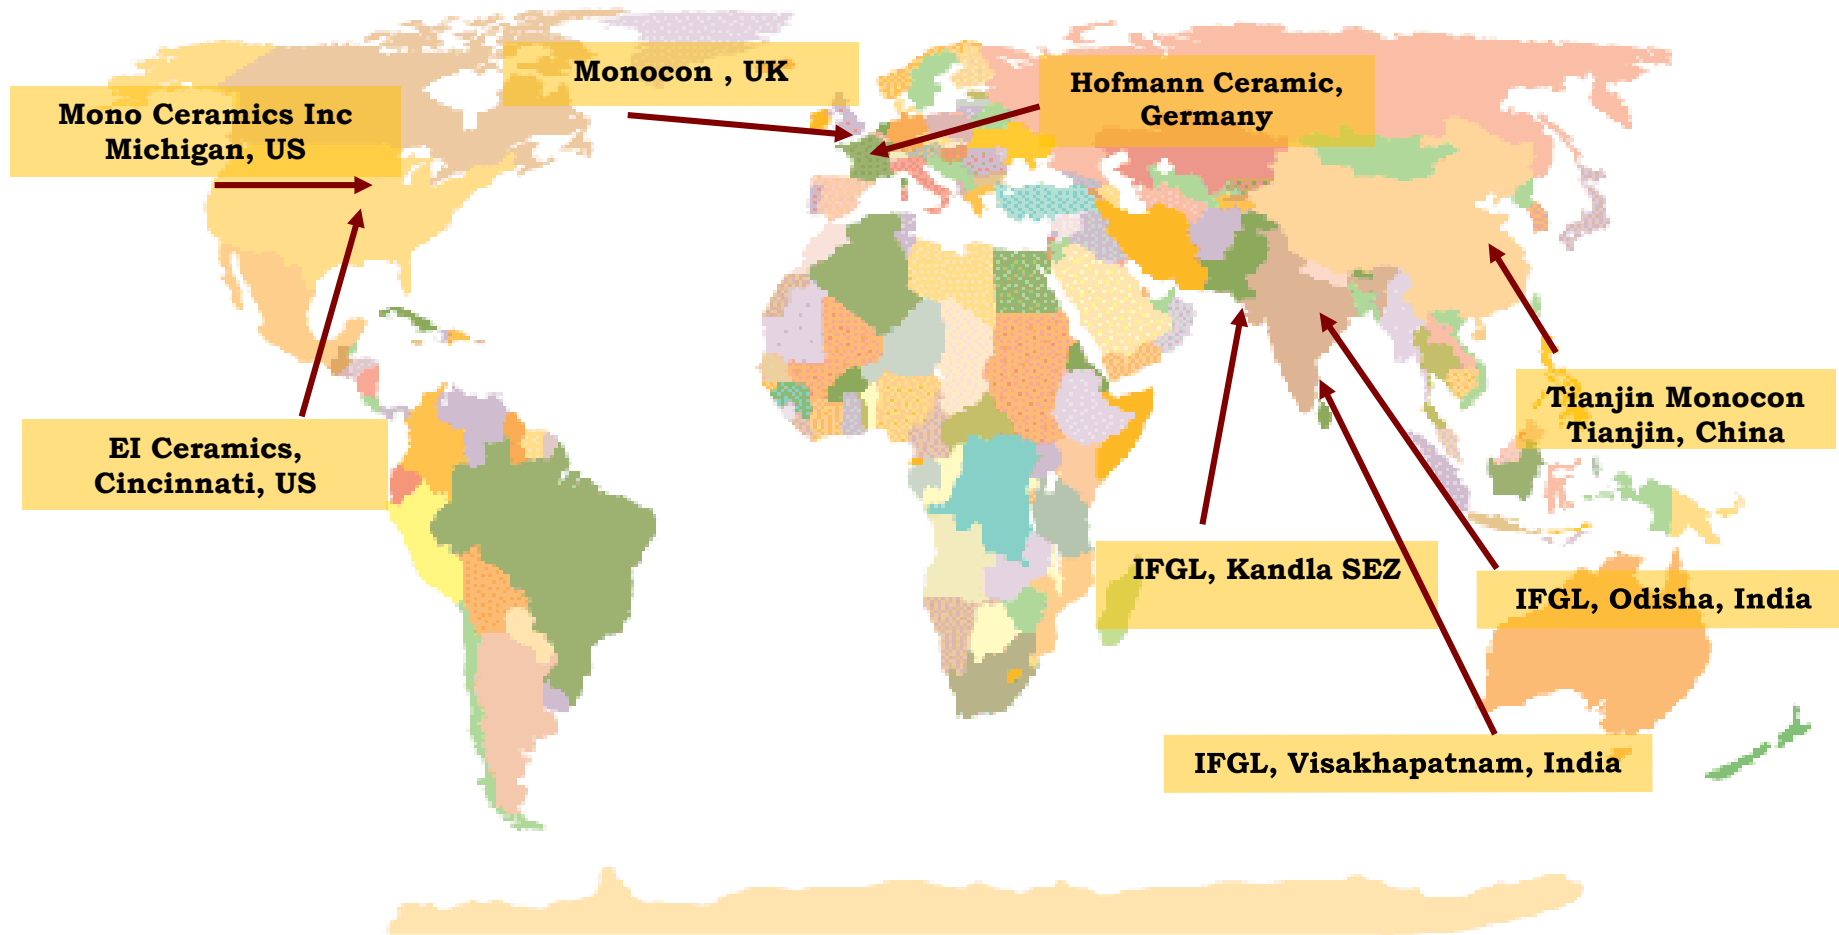 Monocon , UK
Hofmann Ceramic,
Germany
Mono Ceramics Inc
Michigan, US
EI Ceramics,
Cincinnati, US
Tianjin Monocon
Tianjin, China
IFGL, Kandla SEZ
IFGL, Odisha, India
IFGL, Visakhapatnam, India